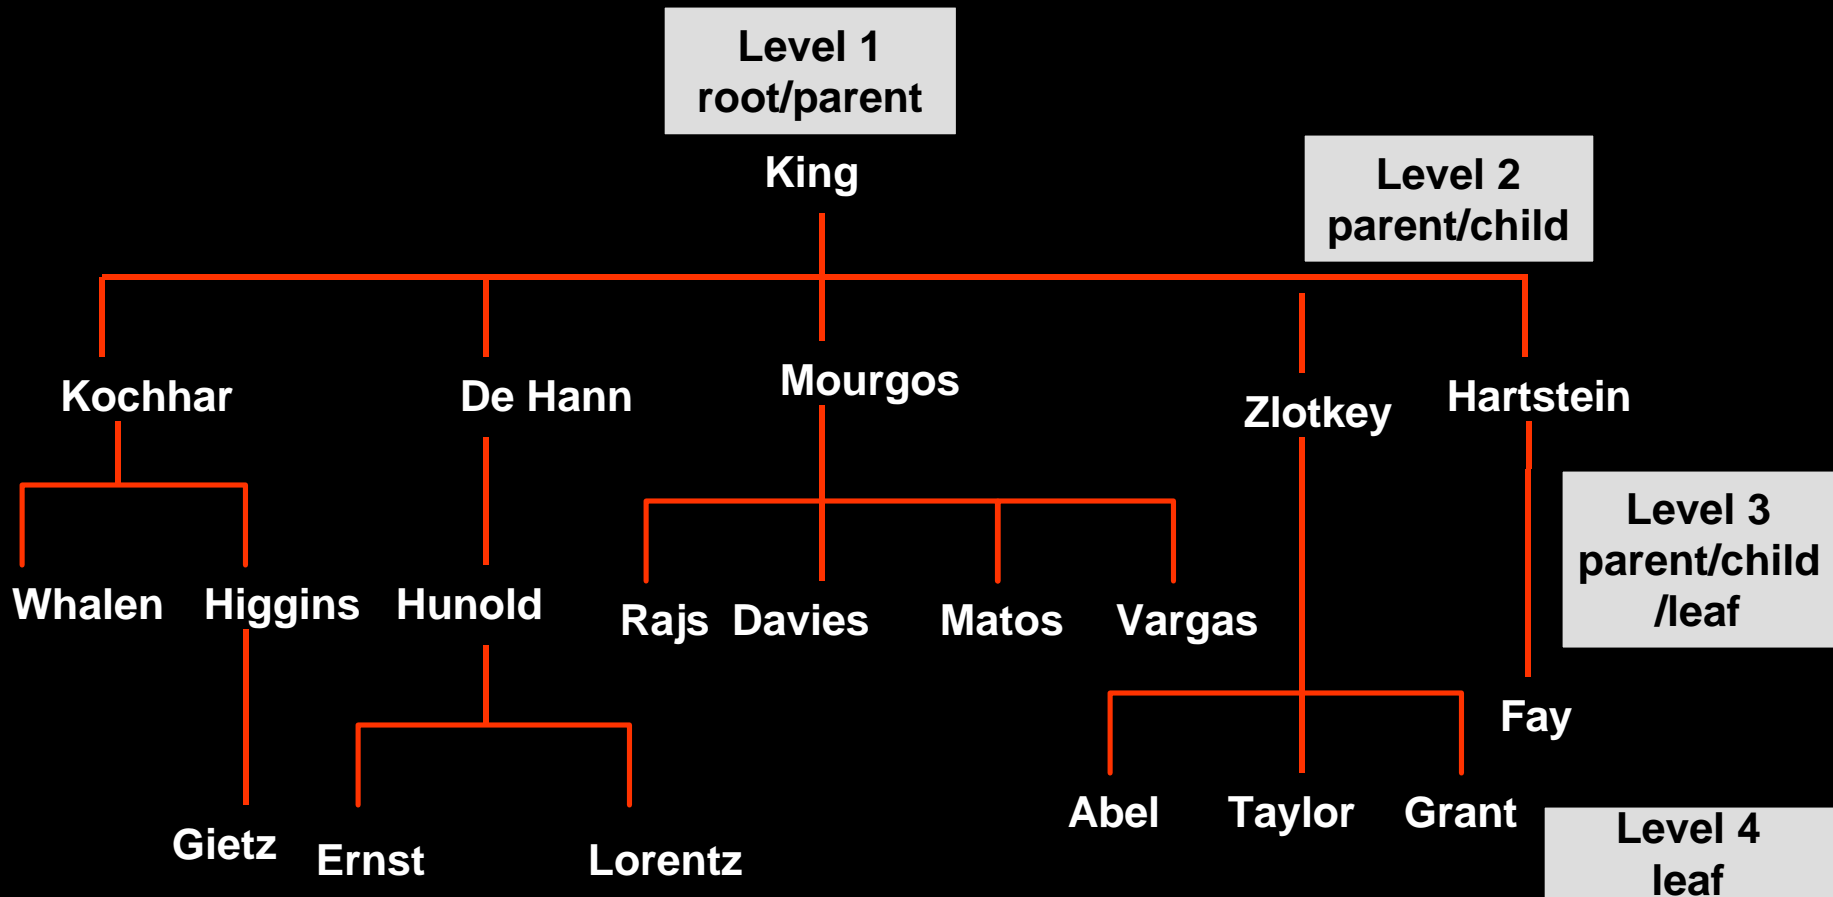 Level 1
root/parent
King
Level 2
parent/child
Kochhar
De Hann
Mourgos
Zlotkey
Hartstein
Level 3
parent/child
/leaf
Whalen
Higgins
Hunold
Rajs
Davies
Matos
Vargas
Fay
Abel
Taylor
Grant
Gietz
Ernst
Lorentz
Level 4
leaf